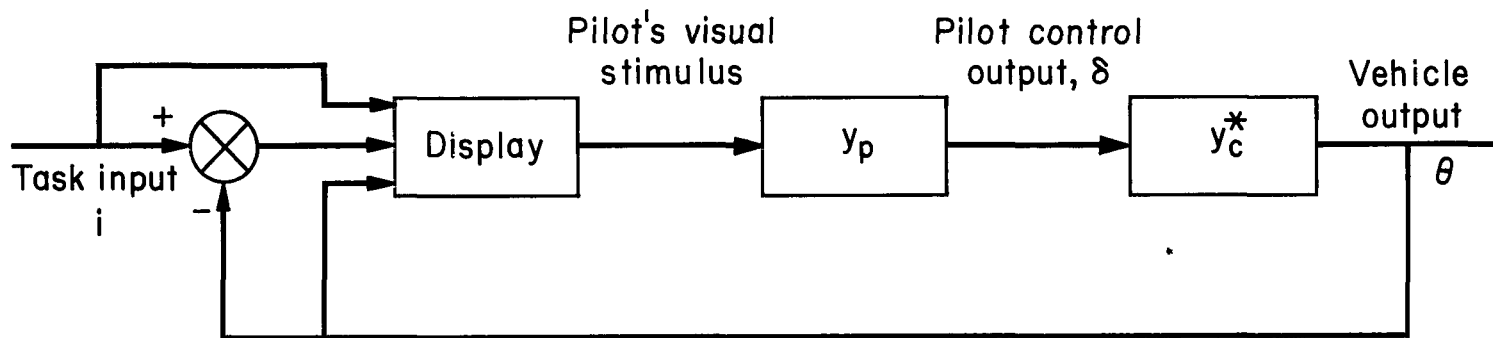 Pilot's visual
stimulus
Pilot control
output, δ
Vehicle
output
θ
+
-
Task input
i
Display
y_p
y_c^*